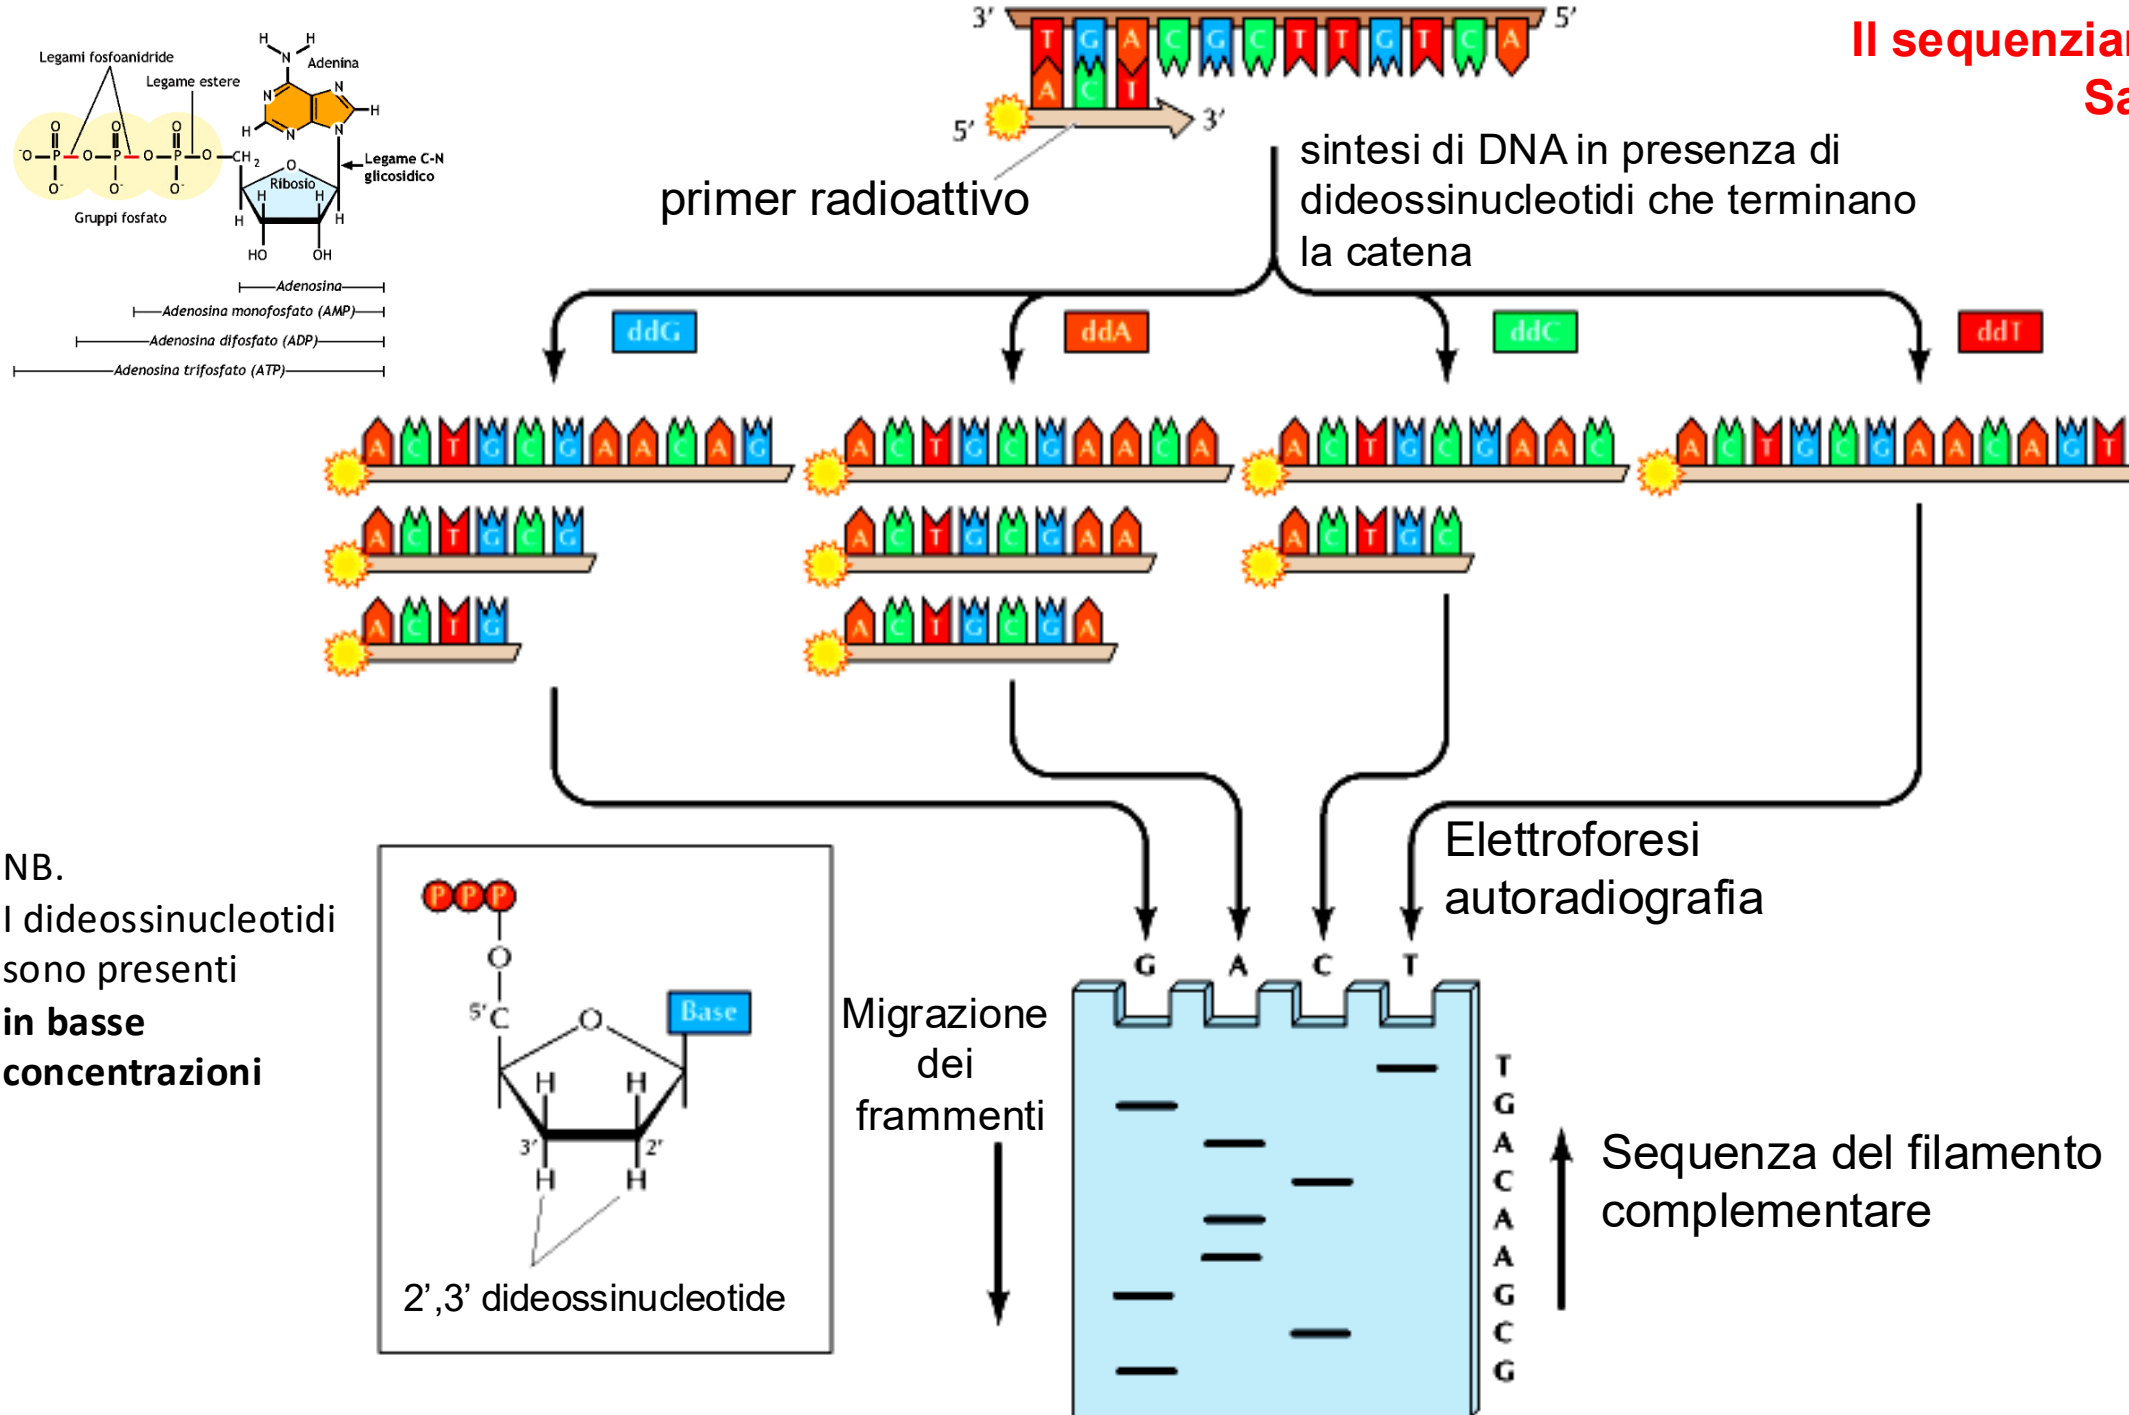 Il sequenziar
Sa
3' T G A C G C T T G T C A 5'
A C T
5' 3'
primer radioattivo
sintesi di DNA in presenza di
dideossinucleotidi che terminano
la catena
Legami fosfoanidride
Legame estere
H H
N
Adenina
N N H
H N N
O O O
-O P O P O P O CH2
O- O- O-
Gruppi fosfato
O
Ribosio
Legame C-N
glicosidico
H H H H
HO OH
Adenosina
Adenosina monofosfato (AMP)
Adenosina difosfato (ADP)
Adenosina trifosfato (ATP)
ddG ddA ddC ddT
A C T G C G A A C A G
A C T G C G
A C T G
A C T G C G A A C A
A C T G C G A A
A C T G C G A
A C T G C G A A C
A C T G C
A C T G C G A A C A G T
NB.
I dideossinucleotidi
sono presenti
in basse
concentrazioni
P P P
O
5'C
O
Base
H H
3' 2'
H H
2',3' dideossinucleotide
Elettroforesi
autoradiografia
Migrazione
dei
frammenti
G A C T
T
G
A
C
A
A
G
C
G
Sequenza del filamento
complementare